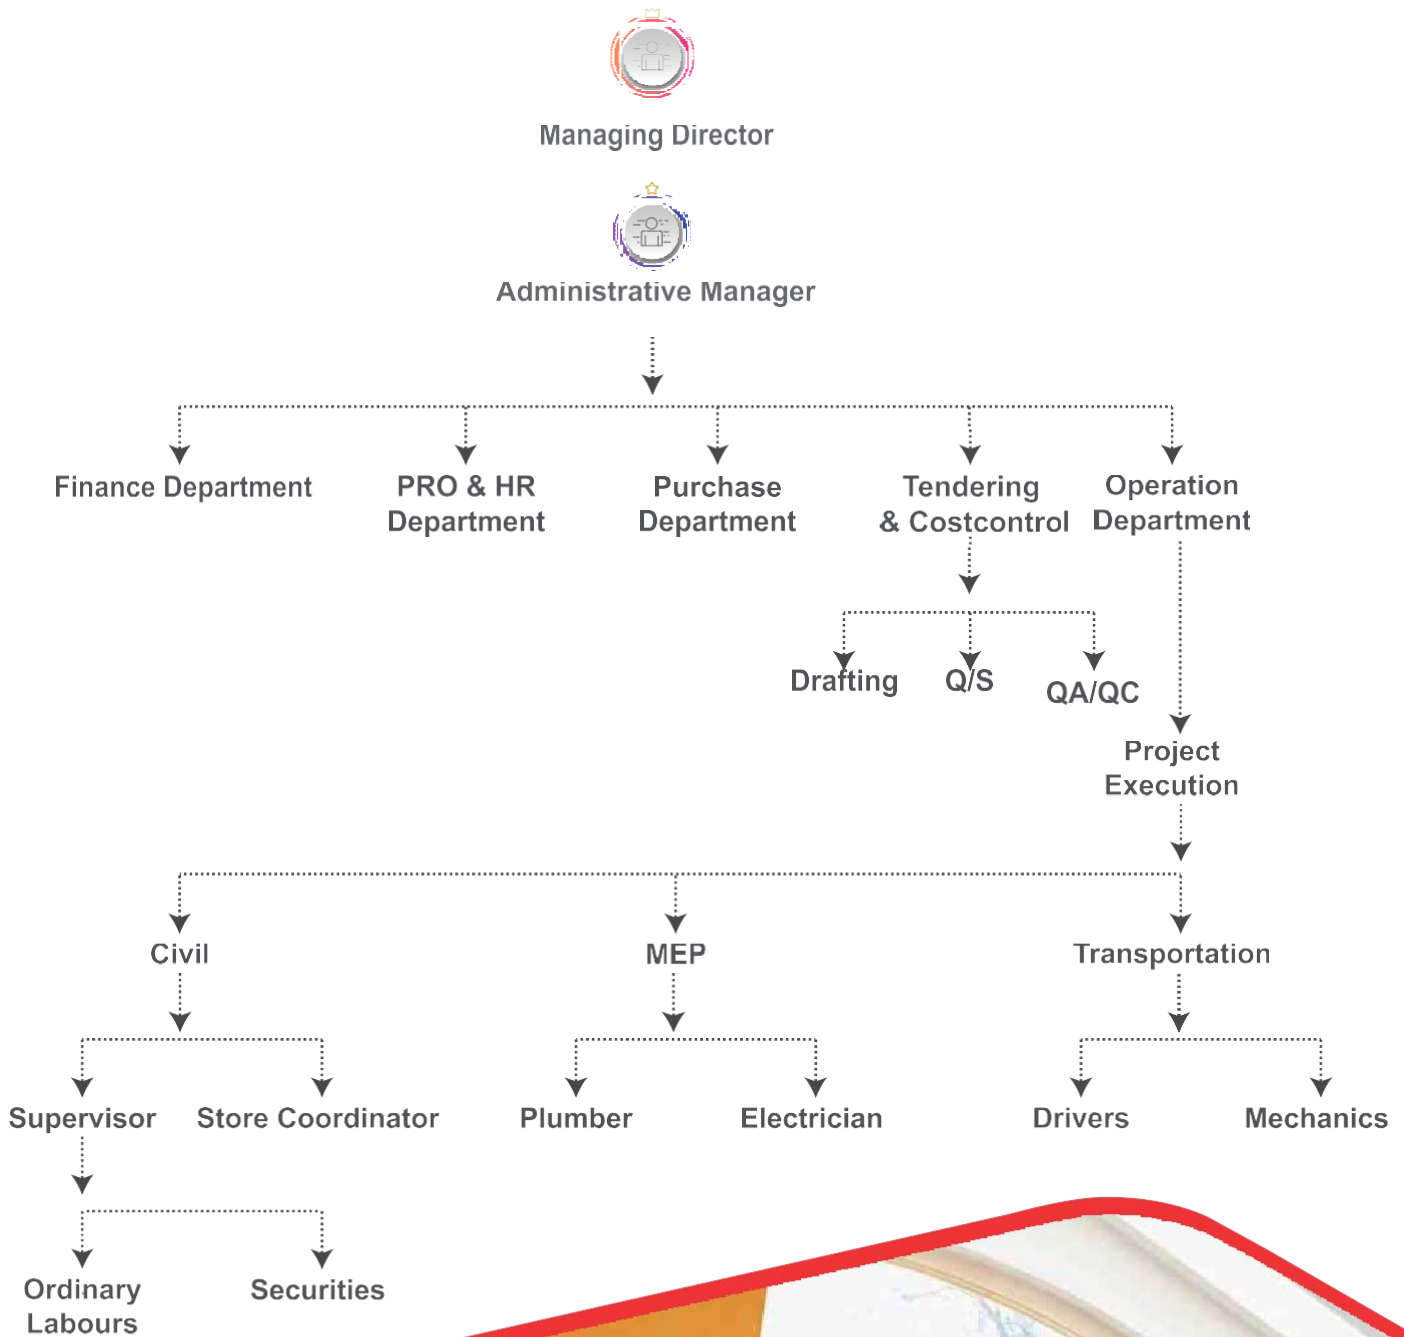 Managing Director
Administrative Manager
Finance Department
PRO & HR
Department
Purchase
Department
Tendering
& Costcontrol
Operation
Department
Drafting
Q/S
QA/QC
Project
Execution
Civil
MEP
Transportation
Supervisor
Store Coordinator
Plumber
Electrician
Drivers
Mechanics
Ordinary
Labours
Securities